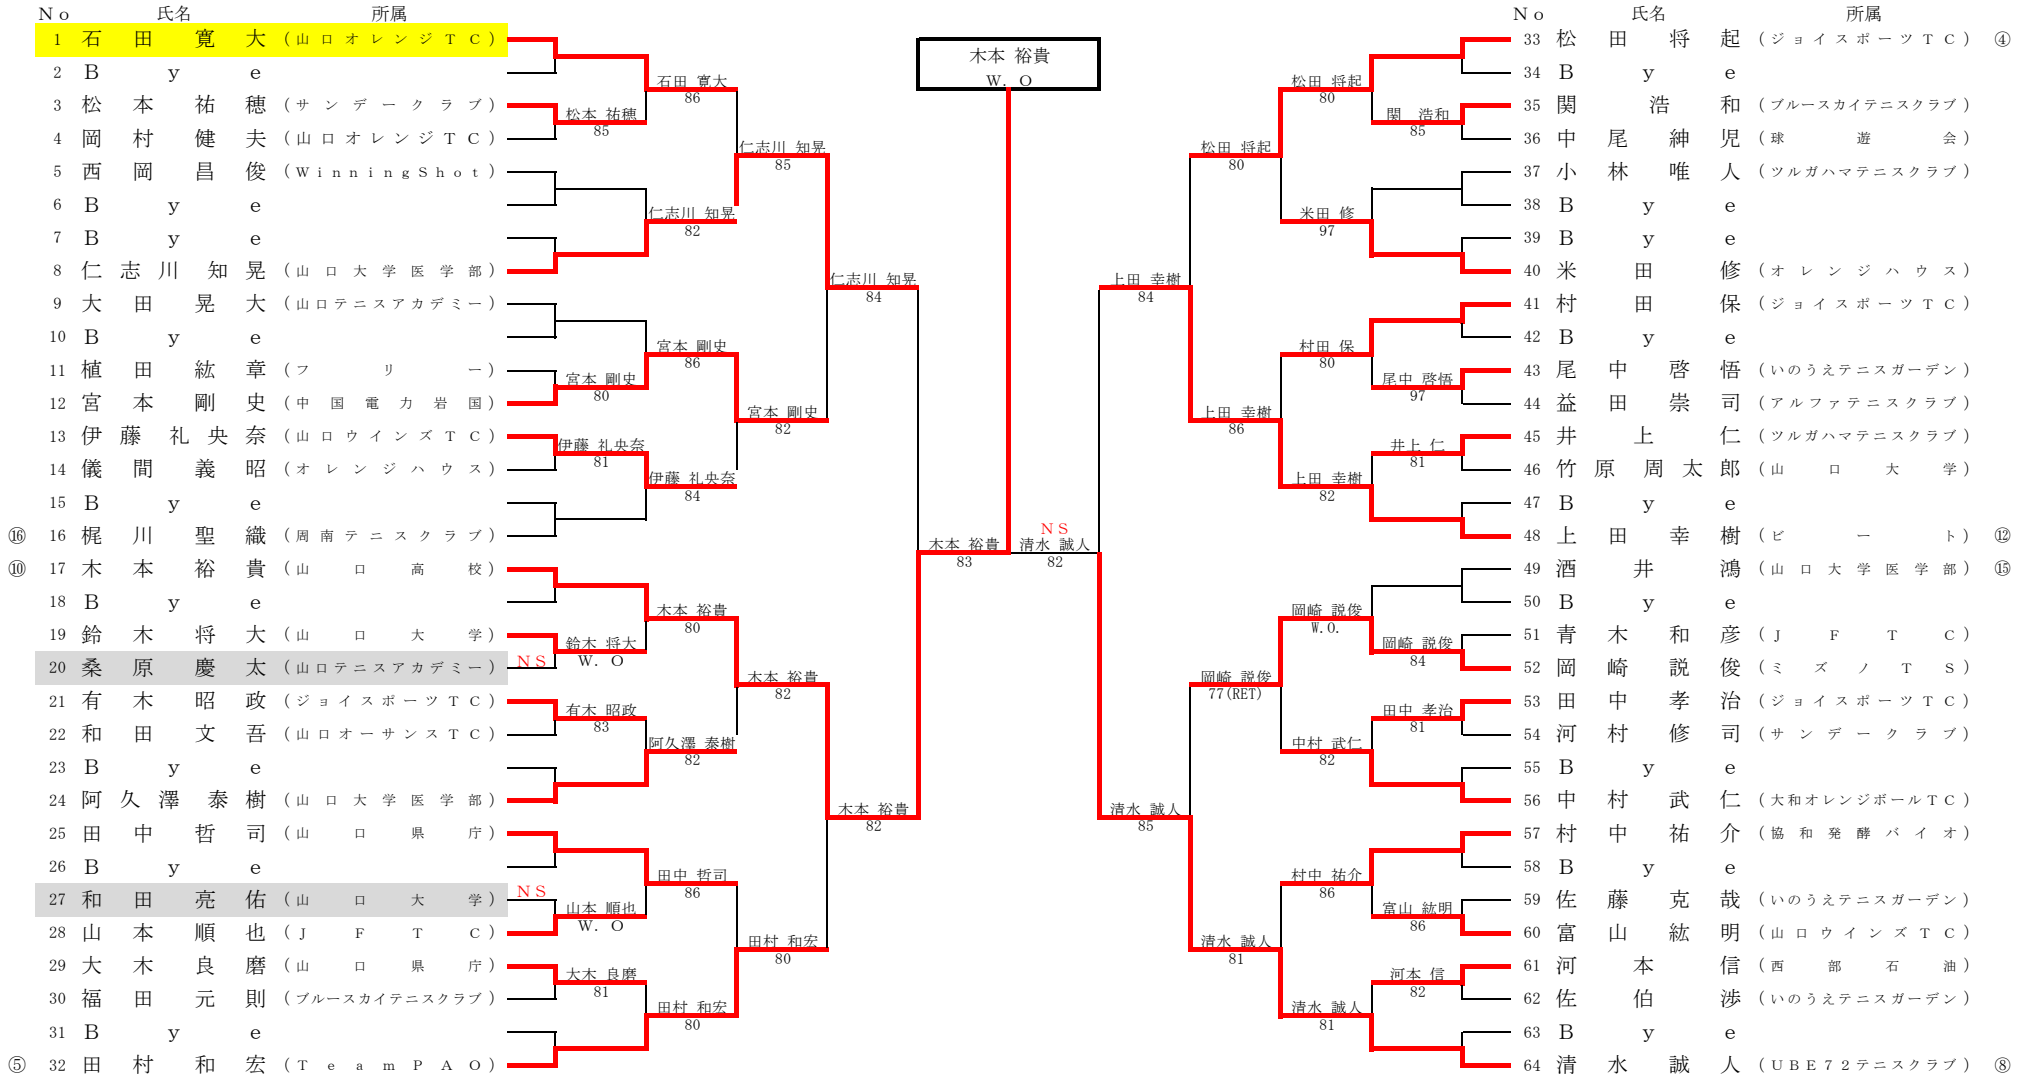 No 氏名 所属
1 石田寛大 (山口オレンジTC)
2 Bye
3 松本祐穂 (サンデークラブ)
4 岡村健夫 (山口オレンジTC)
5 西岡昌俊 (WinningShot)
6 Bye
7 Bye
8 仁志川知晃 (山口大学医学部)
9 大田晃大 (山口テニスアカデミー)
10 Bye
11 植田紘章 (フリー)
12 宮本剛史 (中国電力岩国)
13 伊藤礼央奈 (山口ウインズTC)
14 儀間義昭 (オレンジハウス)
15 Bye
⑯ 16 梶川聖織 (周南テニスクラブ)
⑩ 17 木本裕貴 (山口高校)
18 Bye
19 鈴木将大 (山口大学)
20 桑原慶太 (山口テニスアカデミー) NS
21 有木昭政 (ジョイスポーツTC)
22 和田文吾 (山口オーサンスTC)
23 Bye
24 阿久澤泰樹 (山口大学医学部)
25 田中哲司 (山口県庁)
26 Bye
27 和田亮佑 (山口大学) NS
28 山本順也 (JFTC)
29 大木良磨 (山口県庁)
30 福田元則 (ブルースカイテニスクラブ)
31 Bye
⑤ 32 田村和宏 (TeamPAO)
松本 祐穂
85
宮本 剛史
80
伊藤 礼央奈
81
鈴木 将大
W. O
有木 昭政
83
山本 順也
W. O
大木 良磨
81
石田 寛大
86
仁志川 知晃
82
宮本 剛史
86
伊藤 礼央奈
84
木本 裕貴
80
阿久澤 泰樹
82
田中 哲司
86
田村 和宏
80
仁志川 知晃
85
宮本 剛史
82
木本 裕貴
82
田村 和宏
80
仁志川 知晃
84
木本 裕貴
82
木本 裕貴
83
木本 裕貴
W. O
NS
清水 誠人
82
上田 幸樹
84
清水 誠人
85
松田 将起
80
上田 幸樹
86
岡崎 説俊
77(RET)
清水 誠人
81
松田 将起
80
米田 修
97
村田 保
80
上田 幸樹
82
岡崎 説俊
W.O.
中村 武仁
82
村中 祐介
86
清水 誠人
81
関 浩和
85
尾中 啓悟
97
井上 仁
81
岡崎 説俊
84
田中 孝治
81
富山 紘明
86
河本 信
82
No 氏名 所属
33 松田将起 (ジョイスポーツTC) ④
34 Bye
35 関浩和 (ブルースカイテニスクラブ)
36 中尾紳児 (球遊会)
37 小林唯人 (ツルガハマテニスクラブ)
38 Bye
39 Bye
40 米田修 (オレンジハウス)
41 村田保 (ジョイスポーツTC)
42 Bye
43 尾中啓悟 (いのうえテニスガーデン)
44 益田崇司 (アルファテニスクラブ)
45 井上仁 (ツルガハマテニスクラブ)
46 竹原周太郎 (山口大学)
47 Bye
48 上田幸樹 (ビート) ⑫
49 酒井鴻 (山口大学医学部) ⑮
50 Bye
51 青木和彦 (JFTC)
52 岡崎説俊 (ミズノTS)
53 田中孝治 (ジョイスポーツTC)
54 河村修司 (サンデークラブ)
55 Bye
56 中村武仁 (大和オレンジボールTC)
57 村中祐介 (協和発酵バイオ)
58 Bye
59 佐藤克哉 (いのうえテニスガーデン)
60 富山紘明 (山口ウインズTC)
61 河本信 (西部石油)
62 佐伯渉 (いのうえテニスガーデン)
63 Bye
64 清水誠人 (UBE72テニスクラブ) ⑧